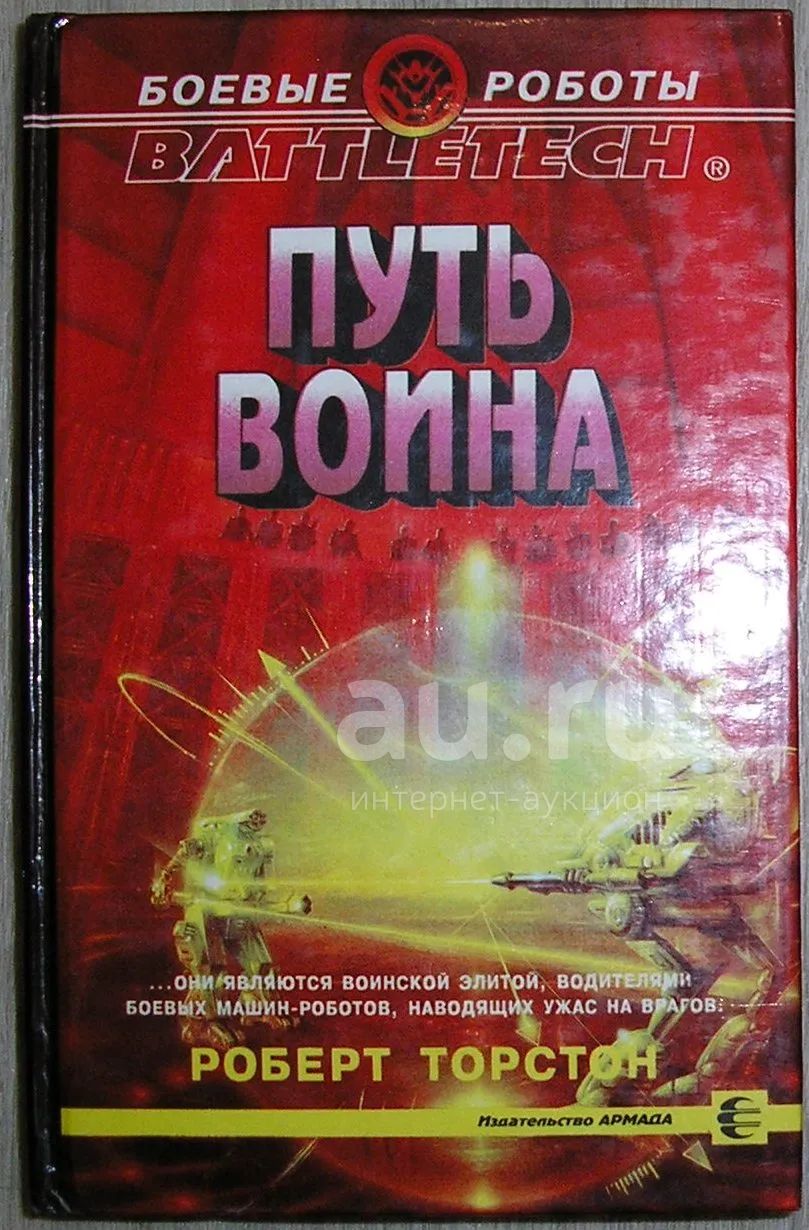 БОЕВЫЕ РОБОТЫ
BATTLETECH ®
ПУТЬ
ВОИНА
au.ru
интернет-аукцион
...ОНИ ЯВЛЯЮТСЯ ВОИНСКОЙ ЭЛИТОЙ, ВОДИТЕЛЯМИ
БОЕВЫХ МАШИН-РОБОТОВ, НАВОДЯЩИХ УЖАС НА ВРАГОВ...
РОБЕРТ ТОРСТОН
Издательство АРМАДА